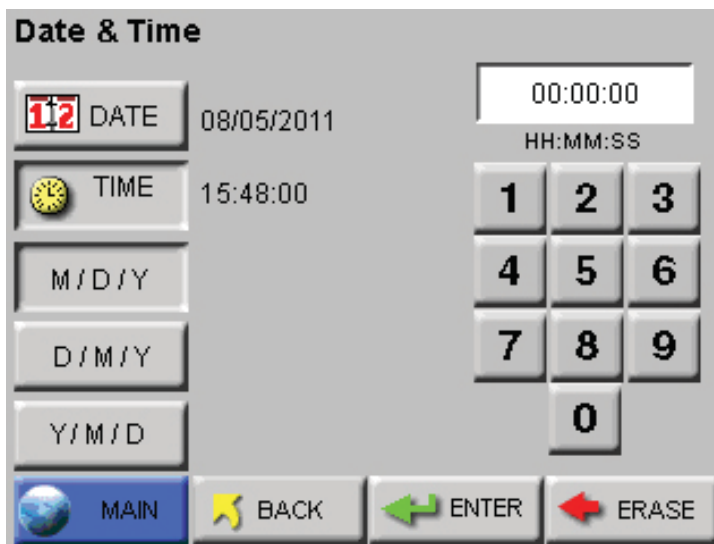 Date & Time
12 DATE 08/05/2011
00:00:00
HH:MM:SS
TIME 15:48:00
1 2 3
M/D/Y
4 5 6
D/M/Y
7 8 9
Y/M/D
0
MAIN BACK ENTER ERASE